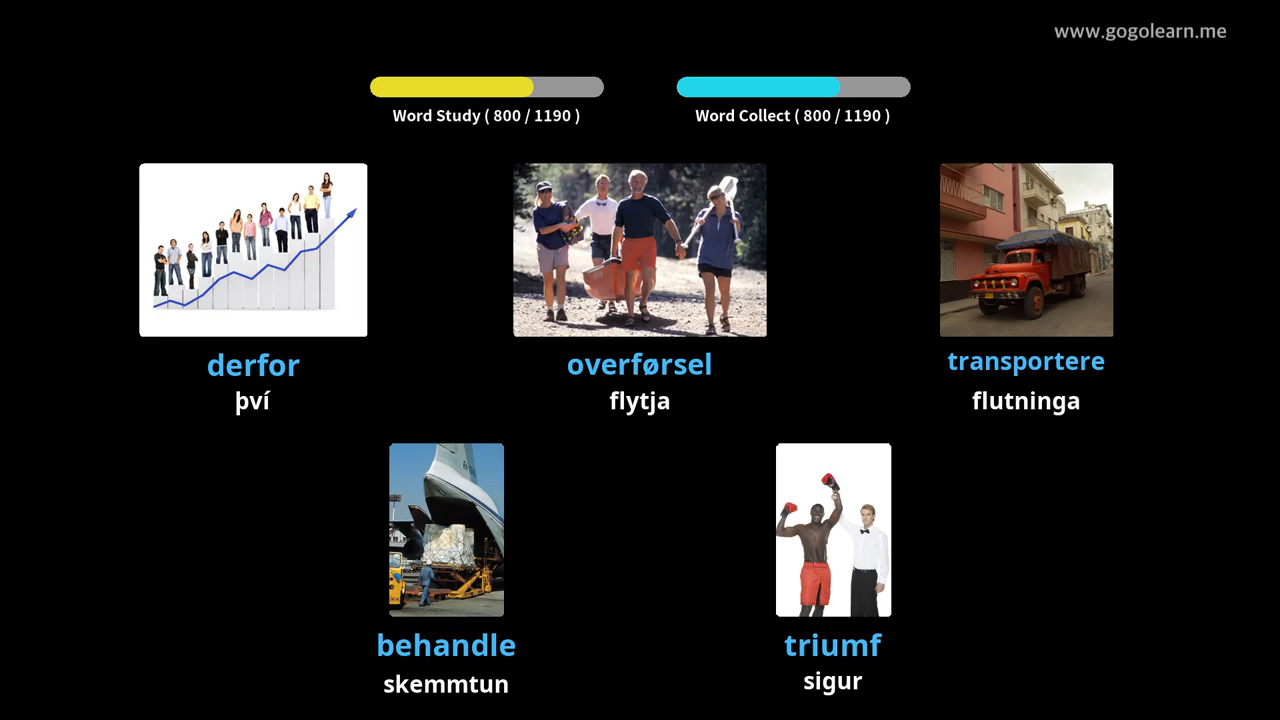 www.gogolearn.me
Word Study ( 800 / 1190 )
Word Collect ( 800 / 1190 )
derfor
því
overførsel
flytja
transportere
flutninga
behandle
skemmtun
triumf
sigur